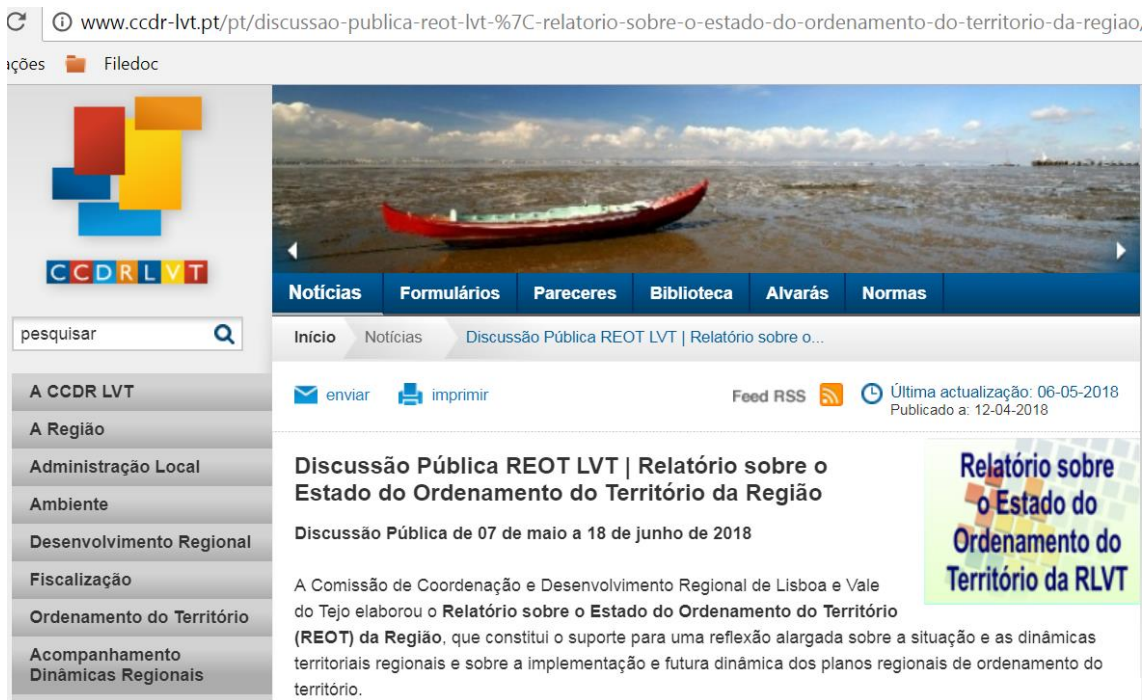 www.ccdr-lvt.pt/pt/discussao-publica-reot-lvt-%7C-relatorio-sobre-o-estado-do-ordenamento-do-territorio-da-regiao/
ações Filedoc
CCDRLVT
Notícias Formulários Pareceres Biblioteca Alvarás Normas
pesquisar
Início Notícias Discussão Pública REOT LVT | Relatório sobre o...
A CCDR LVT
A Região
Administração Local
Ambiente
Desenvolvimento Regional
Fiscalização
Ordenamento do Território
Acompanhamento
Dinâmicas Regionais
enviar imprimir Feed RSS Última actualização: 06-05-2018
Publicado a: 12-04-2018
Discussão Pública REOT LVT | Relatório sobre o
Estado do Ordenamento do Território da Região
Discussão Pública de 07 de maio a 18 de junho de 2018
A Comissão de Coordenação e Desenvolvimento Regional de Lisboa e Vale
do Tejo elaborou o Relatório sobre o Estado do Ordenamento do Território
(REOT) da Região, que constitui o suporte para uma reflexão alargada sobre a situação e as dinâmicas
territoriais regionais e sobre a implementação e futura dinâmica dos planos regionais de ordenamento do
território.
Relatório sobre
o Estado do
Ordenamento do
Território da RLVT